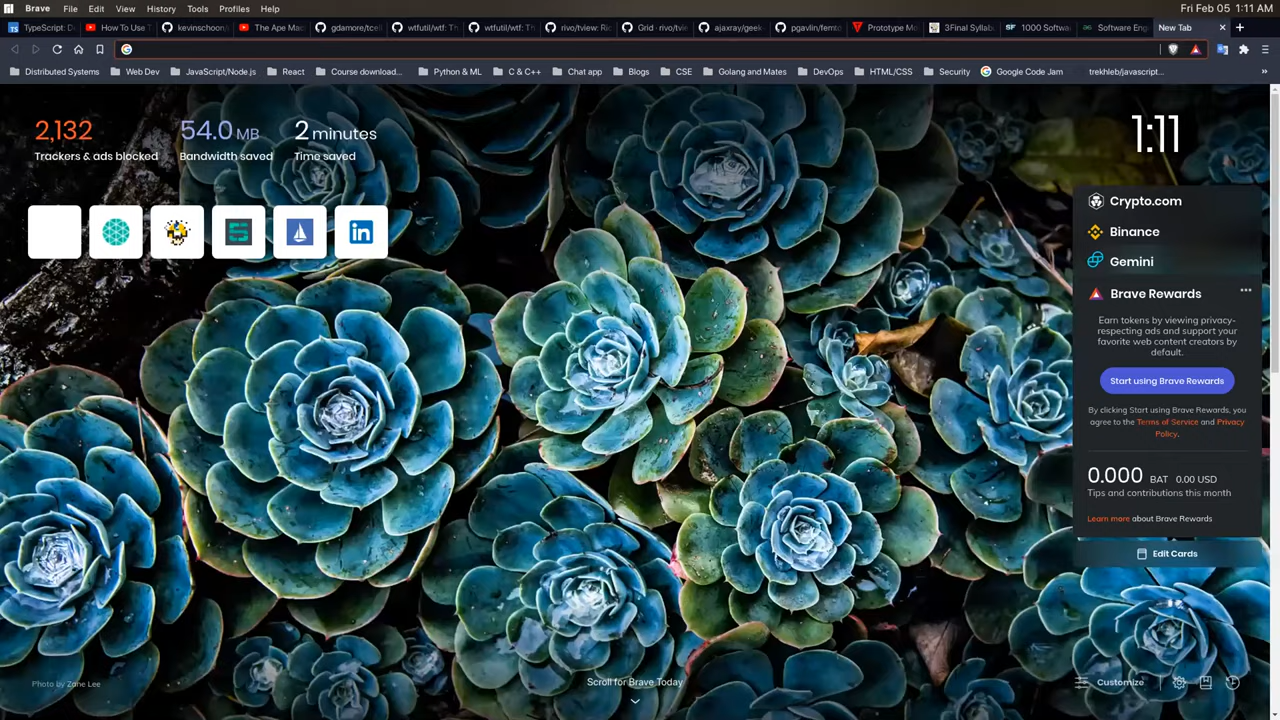 Brave File Edit View History Tools Profiles Help Fri Feb 05 1:11 AM
TypeScript: D How To Use T kevinschoon/ The Ape Mac gdamore/tcell wtfutil/wtf: Th wtfutil/wtf: Th rivo/tview: Ric Grid · rivo/tvie ajaxray/geek- pgavlin/femto Prototype Mo 3Final Syllab 1000 Softwa Software Eng New Tab
Distributed Systems Web Dev JavaScript/Node.js React Course download... Python & ML C & C++ Chat app Blogs CSE Golang and Mates DevOps HTML/CSS Security Google Code Jam trekhleb/javascript... »
2,132 54.0 MB 2 minutes
Trackers & ads blocked Bandwidth saved Time saved
1:11
Crypto.com
Binance
Gemini
Brave Rewards
Earn tokens by viewing privacy-
respecting ads and support your
favorite web content creators by
default.
Start using Brave Rewards
By clicking Start using Brave Rewards, you
agree to the Terms of Service and Privacy
Policy.
0.000 BAT 0.00 USD
Tips and contributions this month
Learn more about Brave Rewards
Edit Cards
Photo by Zane Lee
Scroll for Brave Today
Customize